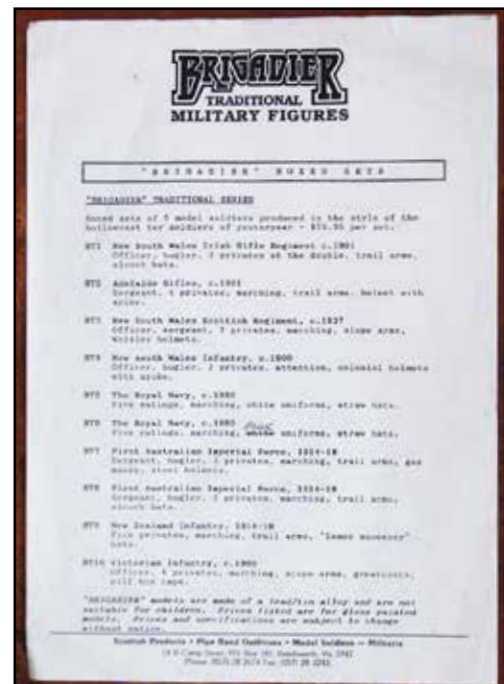 BRIGADIER
TRADITIONAL
MILITARY FIGURES
"BRIGADIER" BOXED SETS
"BRIGADIER" TRADITIONAL SERIES
Boxed sets of 5 model soldiers produced in the style of the
hollowcast toy soldiers of yesteryear - per set.
BT1 New South Wales Irish Rifle Regiment c.1901
Officer, bugler, 3 privates at the double, trail arms,
slouch hats.
BT2 Adelaide Rifles, c.1901
Sergeant, 4 privates, marching, trail arms, helmet with
spike.
BT3 New South Wales Scottish Regiment, c.1937
Officer, sergeant, 3 privates, marching, slope arms,
Wolsley helmets.
BT4 New south Wales Infantry, c.1900
Officer, bugler, 3 privates, attention, colonial helmets
with spike.
BT5 The Royal Navy,
Five ratings, marching, white uniforms, straw hats.
BT6 The Royal Navy,
Five ratings, marching, white uniforms, straw hats.
BT7 First Australian Imperial Force, 1914-18
Sergeant, bugler, 3 privates, marching, trail arms, gas
masks, steel helmets.
BT8 First Australian Imperial Force, 1914-18
Sergeant, bugler, 3 privates, marching, trail arms,
slouch hats.
BT9 New Zealand Infantry, 1914-18
Five privates, marching, trail arms, "lemon squeezer"
hats.
BT10 Victorian Infantry,
Officer, 4 privates, marching, slope arms, greatcoats,
pill box caps.
"BRIGADIER" models are made of a lead/tin alloy and are not
suitable for children. Prices listed are for gloss painted
models. Prices and specifications are subject to change
without notice.
Scottish Products • Pipe Band Outfitters • Model Soldiers — Militaria